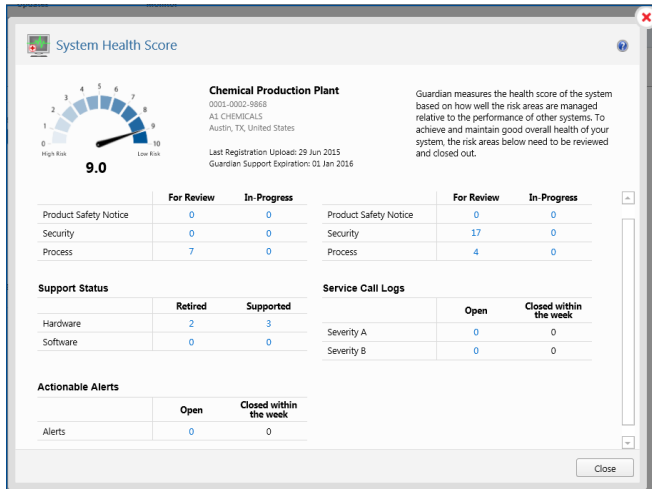 Updates Monitor
System Health Score
0 1 2 3 4 5 6 7 8 9 10
High Risk Low Risk
9.0
Chemical Production Plant
0001-0002-9868
A1 CHEMICALS
Austin, TX, United States
Last Registration Upload: 29 Jun 2015
Guardian Support Expiration: 01 Jan 2016
Guardian measures the health score of the system
based on how well the risk areas are managed
relative to the performance of other systems. To
achieve and maintain good overall health of your
system, the risk areas below need to be reviewed
and closed out.
For Review In-Progress
Product Safety Notice 0 0
Security 0 0
Process 7 0
For Review In-Progress
Product Safety Notice 0 0
Security 17 0
Process 4 0
Support Status
Retired Supported
Hardware 2 3
Software 0 0
Service Call Logs
Open Closed within
the week
Severity A 0 0
Severity B 0 0
Actionable Alerts
Open Closed within
the week
Alerts 0 0
Close